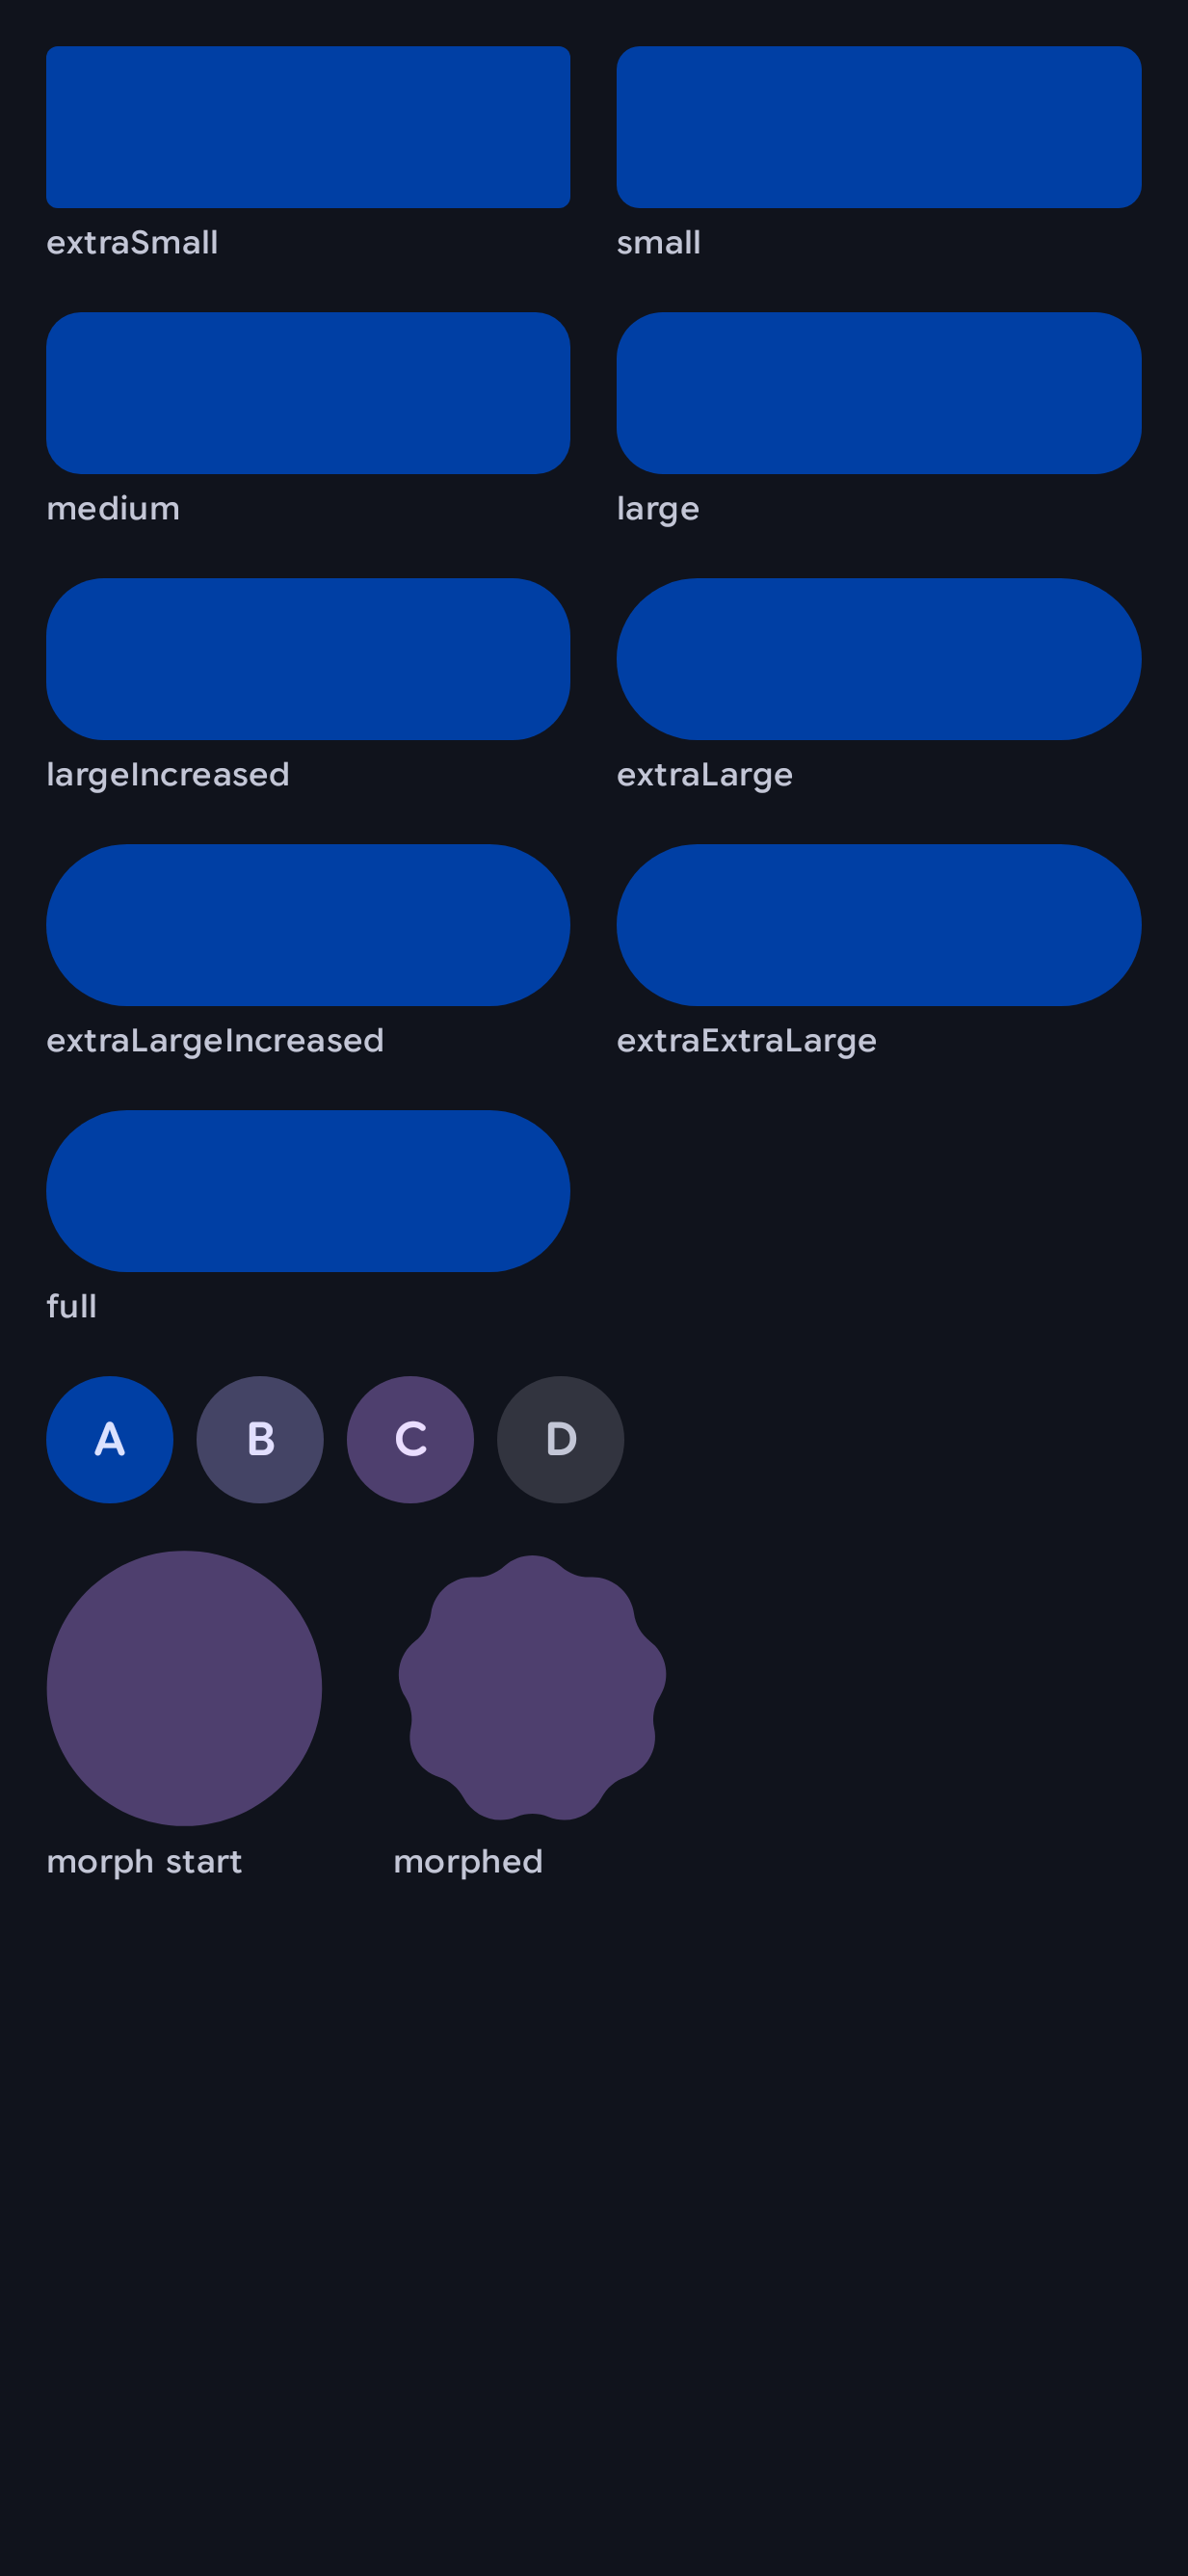 extraSmall
small
medium
large
largeIncreased
extraLarge
extraLargeIncreased
extraExtraLarge
full
A B C D
morph start
morphed